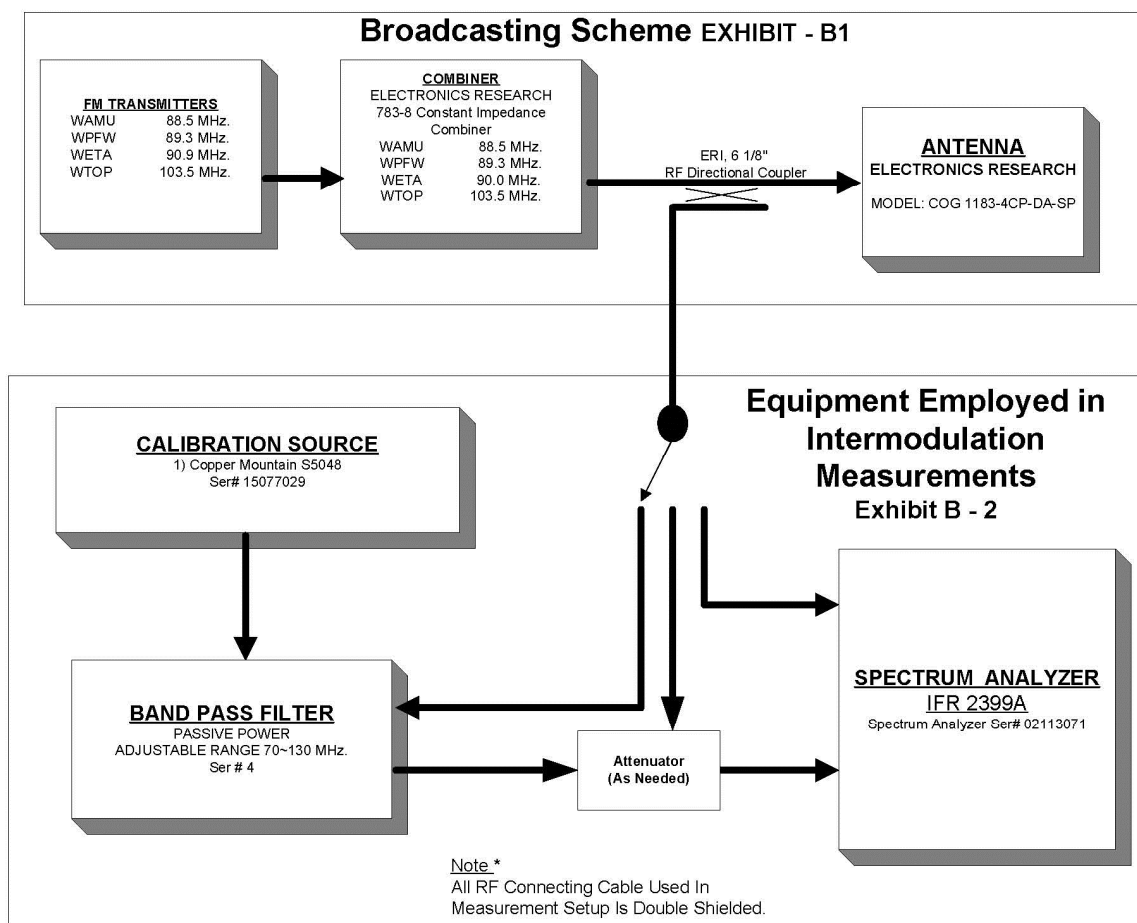 Broadcasting Scheme EXHIBIT - B1
FM TRANSMITTERS
WAMU 88.5 MHz.
WPFW 89.3 MHz.
WETA 90.9 MHz.
WTOP 103.5 MHz.
COMBINER
ELECTRONICS RESEARCH
783-8 Constant Impedance
Combiner
WAMU 88.5 MHz.
WPFW 89.3 MHz.
WETA 90.0 MHz.
WTOP 103.5 MHz.
ERI, 6 1/8"
RF Directional Coupler
ANTENNA
ELECTRONICS RESEARCH
MODEL: COG 1183-4CP-DA-SP
Equipment Employed in
Intermodulation
Measurements
Exhibit B - 2
CALIBRATION SOURCE
1) Copper Mountain S5048
Ser# 15077029
BAND PASS FILTER
PASSIVE POWER
ADJUSTABLE RANGE 70~130 MHz.
Ser # 4
Attenuator
(As Needed)
SPECTRUM ANALYZER
IFR 2399A
Spectrum Analyzer Ser# 02113071
Note *
All RF Connecting Cable Used In
Measurement Setup Is Double Shielded.